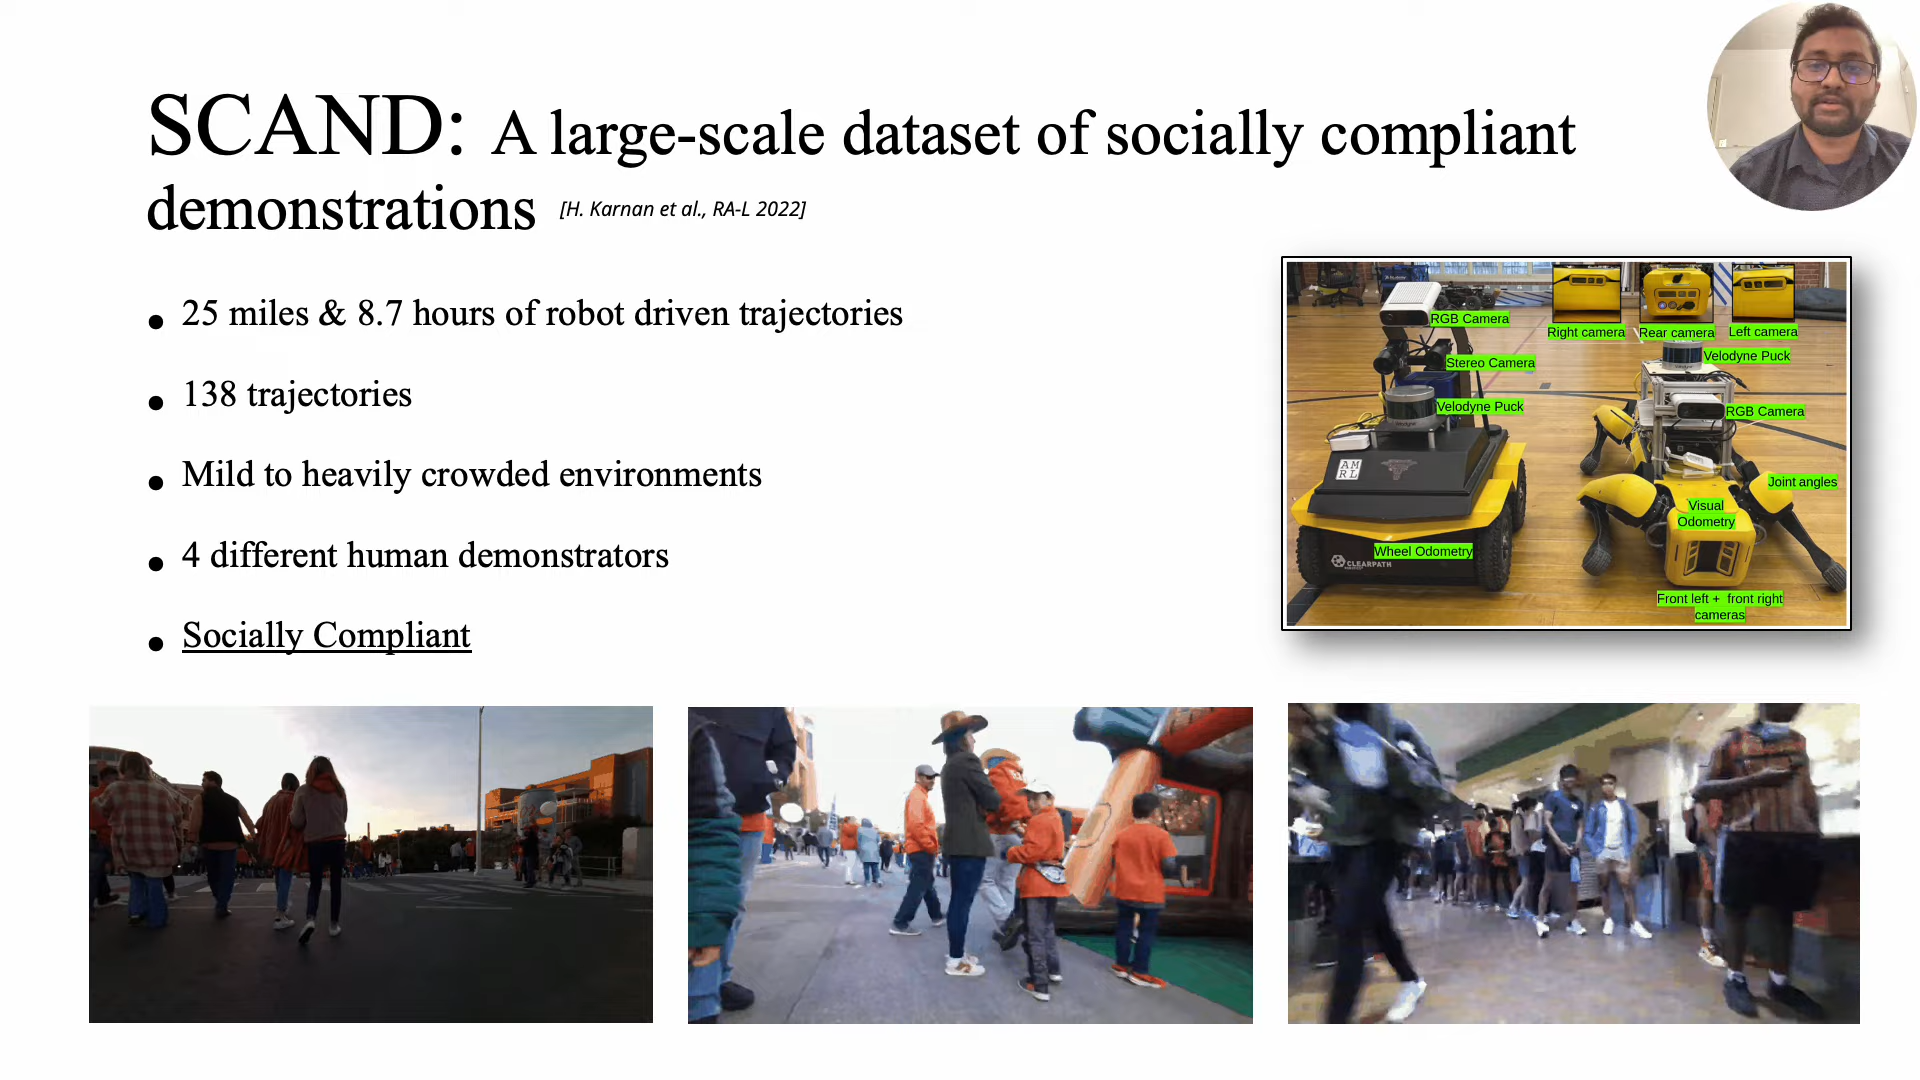 SCAND: A large-scale dataset of socially compliant
demonstrations [H. Karnan et al., RA-L 2022]
• 25 miles & 8.7 hours of robot driven trajectories
• 138 trajectories
• Mild to heavily crowded environments
• 4 different human demonstrators
• Socially Compliant
RGB Camera
Stereo Camera
Velodyne Puck
AM
RL
Wheel Odometry
CLEARPATH
Right camera
Rear camera
Left camera
Velodyne Puck
RGB Camera
Joint angles
Visual
Odometry
Front left + front right
cameras